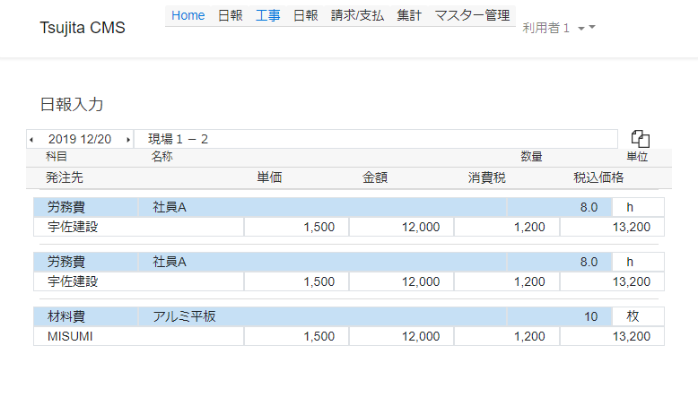 Tsujita CMS Home 日報 工事 日報 請求/支払 集計 マスター管理 利用者１
日報入力
2019 12/20 現場１－２
科目 名称 数量 単位
発注先 単価 金額 消費税 税込価格
労務費 社員A 8.0 h
宇佐建設 1,500 12,000 1,200 13,200
労務費 社員A 8.0 h
宇佐建設 1,500 12,000 1,200 13,200
材料費 アルミ平板 10 枚
MISUMI 1,500 12,000 1,200 13,200